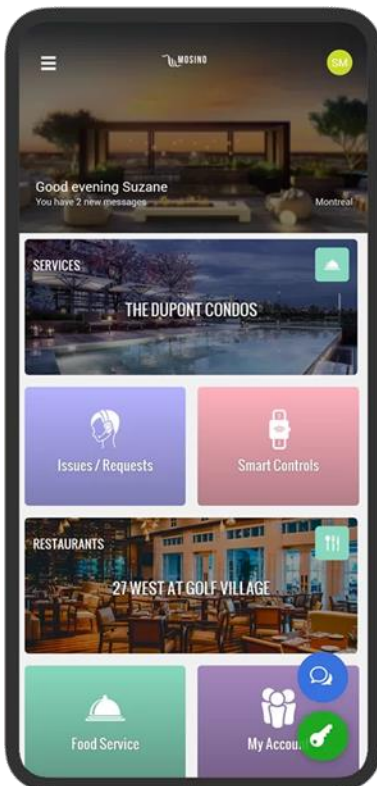 MOSINO
SM
Good evening Suzane
You have 2 new messages
Montreal
SERVICES
THE DUPONT CONDOS
Issues / Requests
Smart Controls
RESTAURANTS
27 WEST AT GOLF VILLAGE
Food Service
My Accou